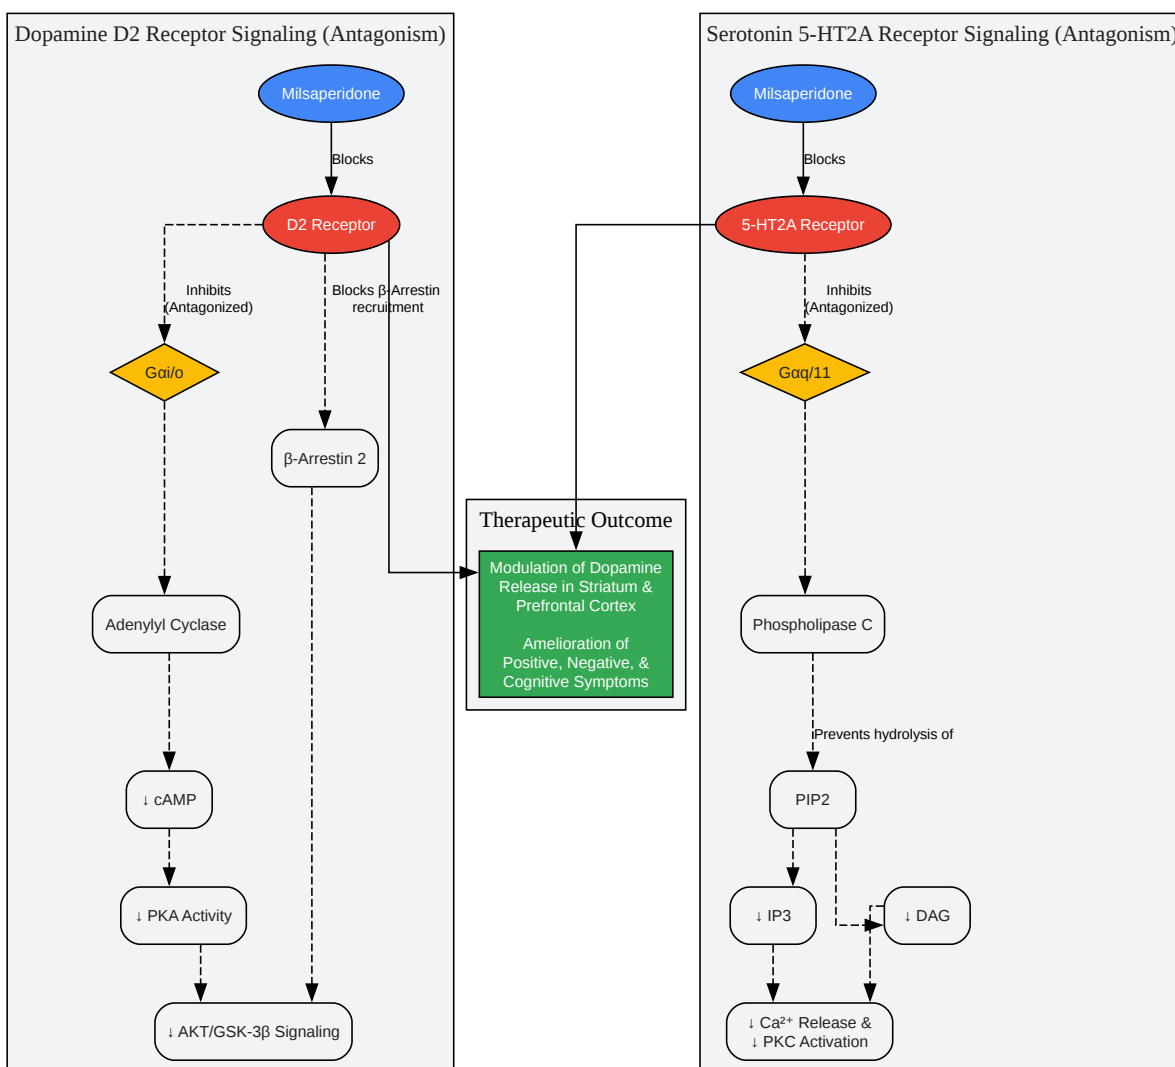 Dopamine D2 Receptor Signaling (Antagonism)
Milsaperidone
Blocks
D2 Receptor
Inhibits
(Antagonized)
Blocks β-Arrestin
recruitment
Gαi/o
β-Arrestin 2
Adenylyl Cyclase
↓ cAMP
↓ PKA Activity
↓ AKT/GSK-3β Signaling
Therapeutic Outcome
Modulation of Dopamine
Release in Striatum &
Prefrontal Cortex
Amelioration of
Positive, Negative, &
Cognitive Symptoms
Serotonin 5-HT2A Receptor Signaling (Antagonism)
Milsaperidone
Blocks
5-HT2A Receptor
Inhibits
(Antagonized)
Gαq/11
Phospholipase C
Prevents hydrolysis of
PIP2
↓ IP3
↓ DAG
↓ Ca²⁺ Release &
↓ PKC Activation